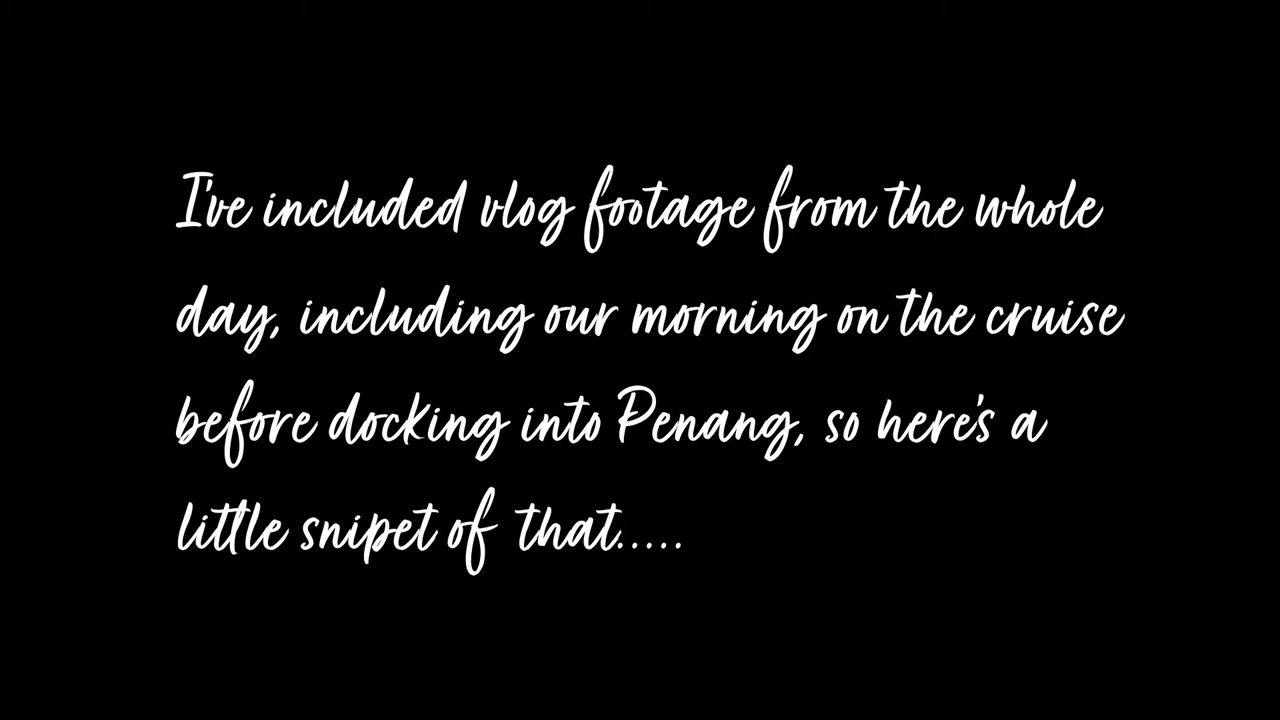 I've included vlog footage from the whole
day, including our morning on the cruise
before docking into Penang, so here's a
little snipet of that.....